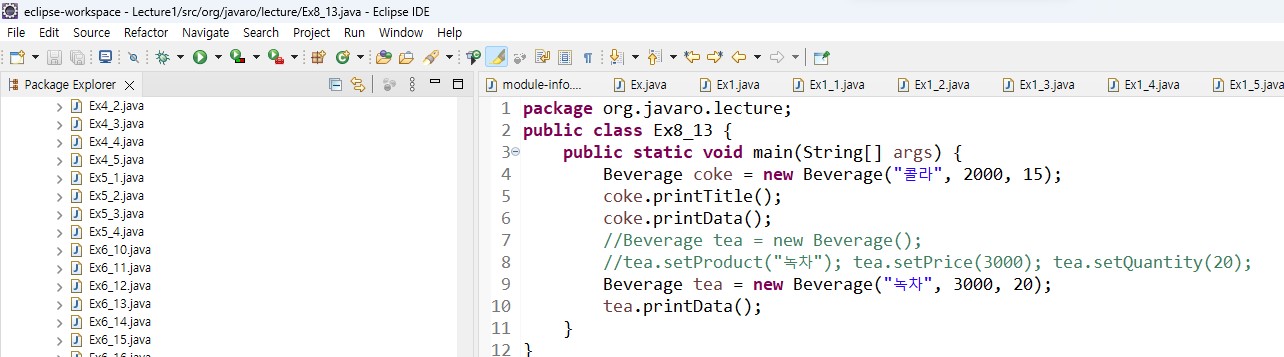 eclipse-workspace - Lecture1/src/org/javaro/lecture/Ex8_13.java - Eclipse IDE
File Edit Source Refactor Navigate Search Project Run Window Help
Package Explorer
Ex4_2.java
Ex4_3.java
Ex4_4.java
Ex4_5.java
Ex5_1.java
Ex5_2.java
Ex5_3.java
Ex5_4.java
Ex6_10.java
Ex6_11.java
Ex6_12.java
Ex6_13.java
Ex6_14.java
Ex6_15.java
Ex6_16.java
module-info.... Ex.java Ex1.java Ex1_1.java Ex1_2.java Ex1_3.java Ex1_4.java Ex1_5.java
1 package org.javaro.lecture;
2 public class Ex8_13 {
3 public static void main(String[] args) {
4 Beverage coke = new Beverage("콜라", 2000, 15);
5 coke.printTitle();
6 coke.printData();
7 //Beverage tea = new Beverage();
8 //tea.setProduct("녹차"); tea.setPrice(3000); tea.setQuantity(20);
9 Beverage tea = new Beverage("녹차", 3000, 20);
10 tea.printData();
11 }
12 }